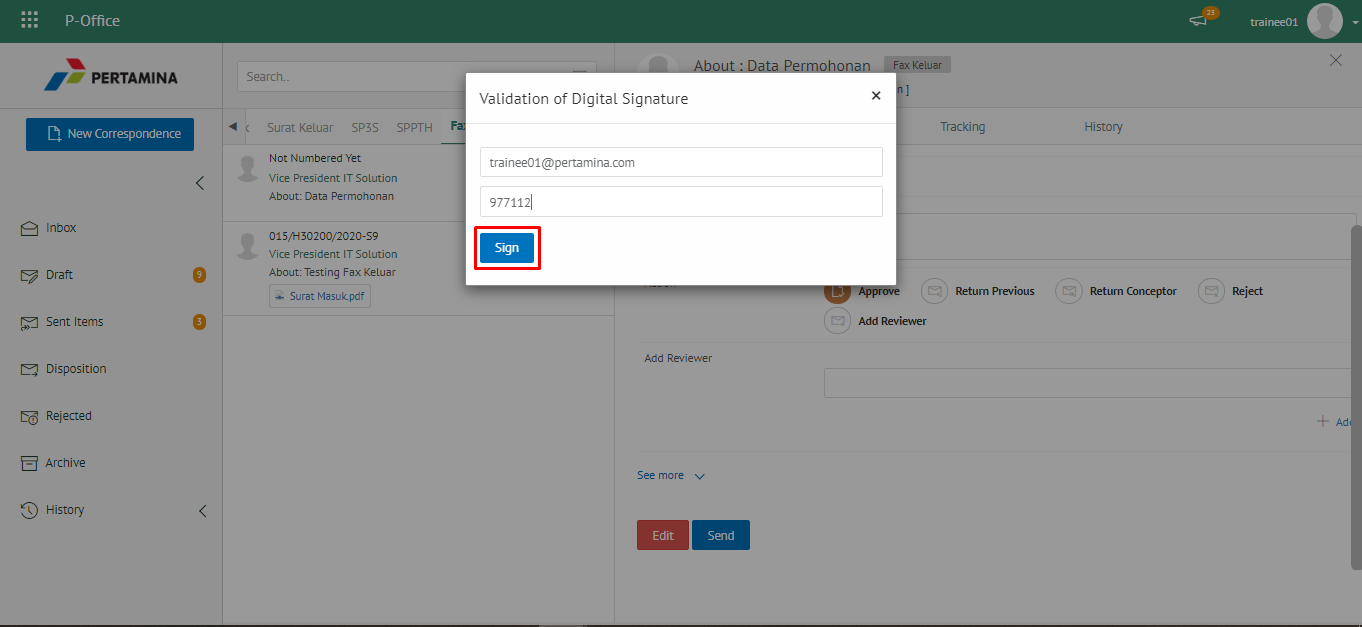 P-Office
23
trainee01
PERTAMINA
New Correspondence
Inbox
Draft
9
Sent Items
3
Disposition
Rejected
Archive
History
Search..
Surat Keluar
SP3S
SPPTH
Fax
Not Numbered Yet
Vice President IT Solution
About: Data Permohonan
015/H30200/2020-S9
Vice President IT Solution
About: Testing Fax Keluar
Surat Masuk.pdf
About : Data Permohonan
Fax Keluar
n ]
Tracking
History
Validation of Digital Signature
×
trainee01@pertamina.com
977112
Sign
Approve
Return Previous
Return Conceptor
Reject
Add Reviewer
Add Reviewer
Add
See more
Edit
Send